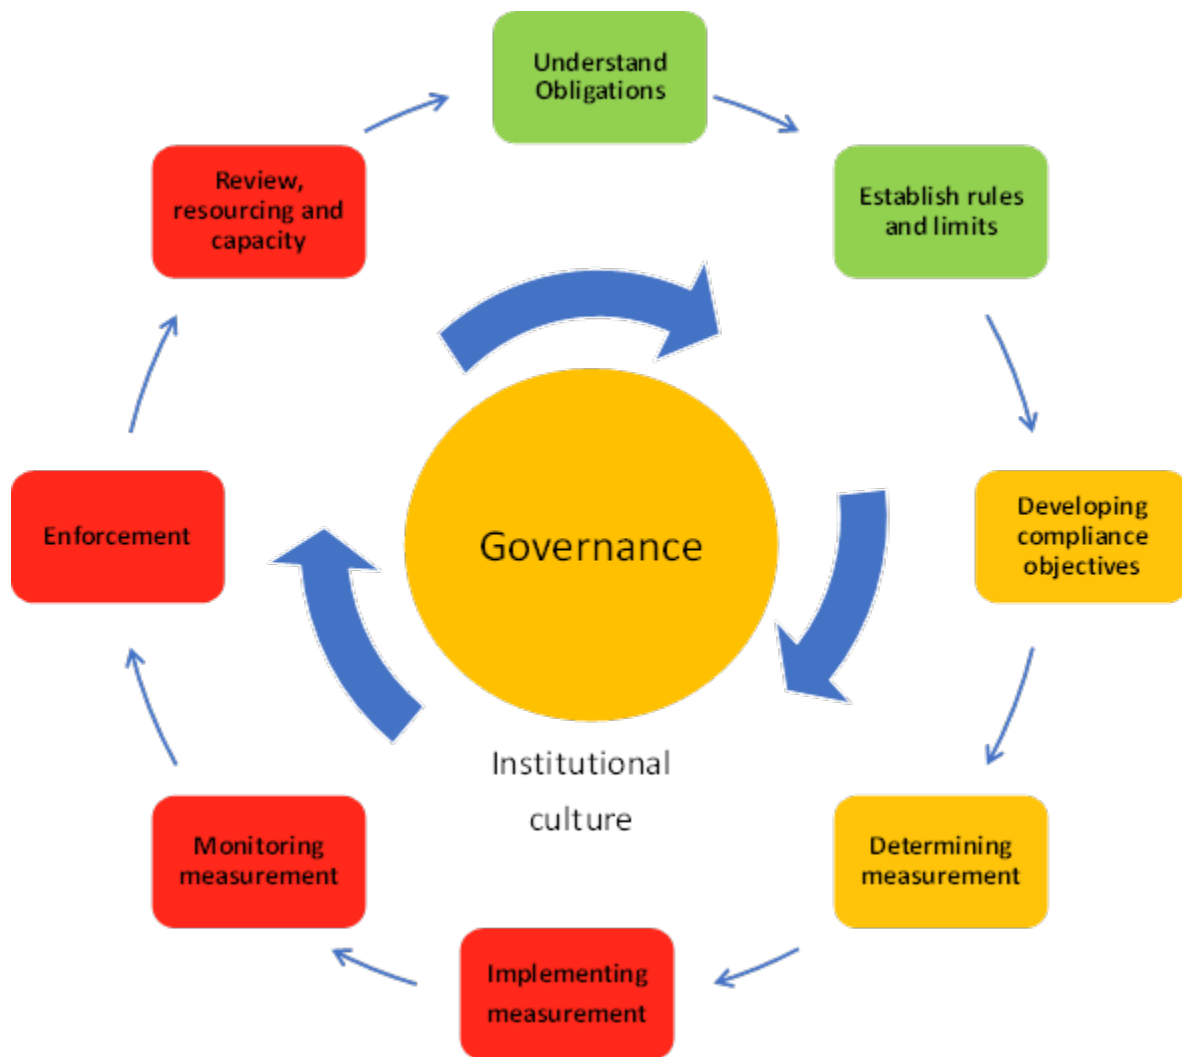 Understand
Obligations
Establish rules
and limits
Developing
compliance
objectives
Determining
measurement
Implementing
measurement
Monitoring
measurement
Enforcement
Review,
resourcing and
capacity
Governance
Institutional
culture